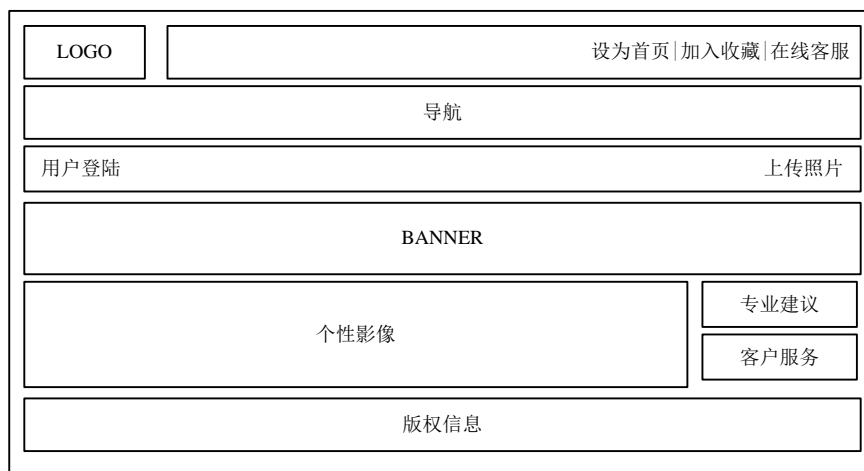 LOGO
设为首页|加入收藏|在线客服
导航
用户登陆 上传照片
BANNER
个性影像
专业建议
客户服务
版权信息